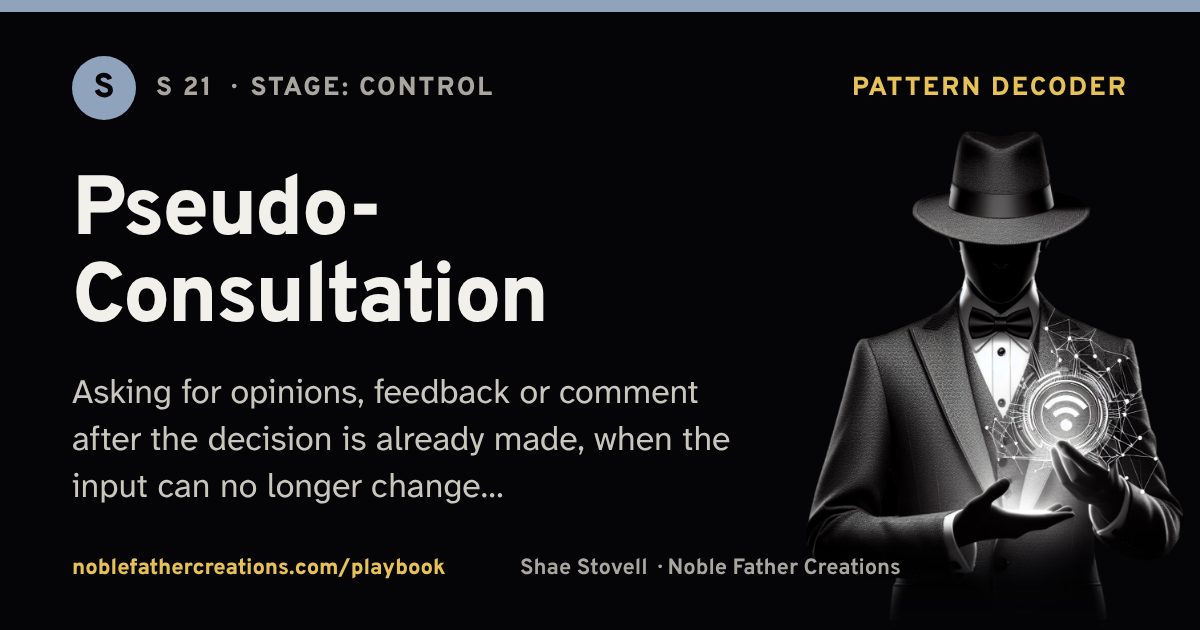 S
S 21 · STAGE: CONTROL
PATTERN DECODER
Pseudo-
Consultation
Asking for opinions, feedback or comment
after the decision is already made, when the
input can no longer change...
noblefathercreations.com/playbook
Shae Stovell · Noble Father Creations